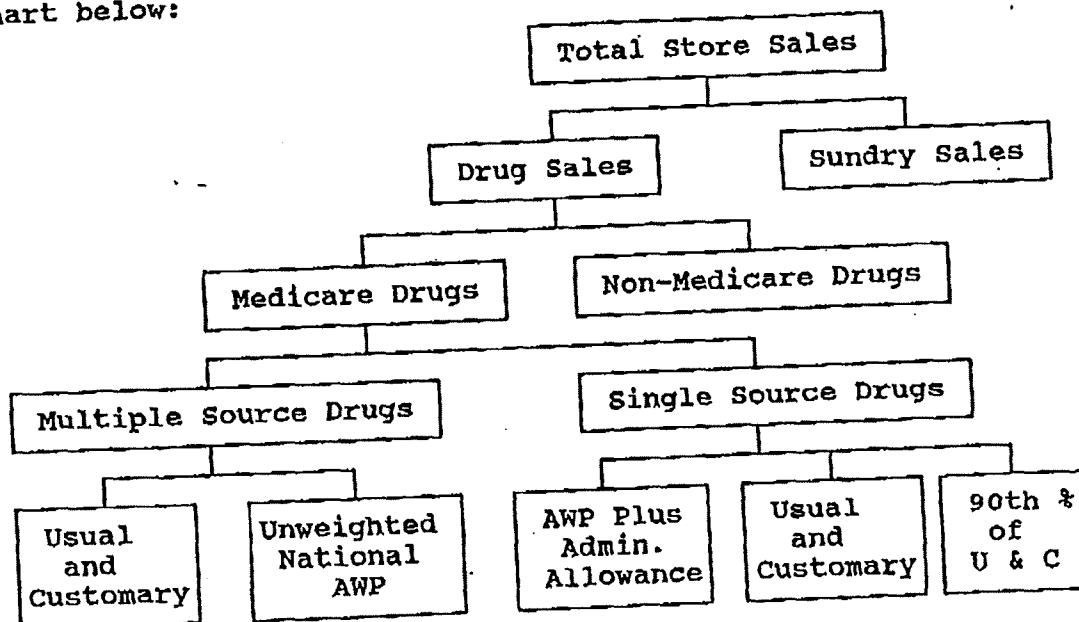 below:
Total Store Sales
Drug Sales
Sundry Sales
Medicare Drugs
Non-Medicare Drugs
Multiple Source Drugs
Single Source Drugs
Usual
and
Customary
Unweighted
National
AWP
AWP Plus
Admin.
Allowance
Usual
and
Customary
90th %
of
U & C